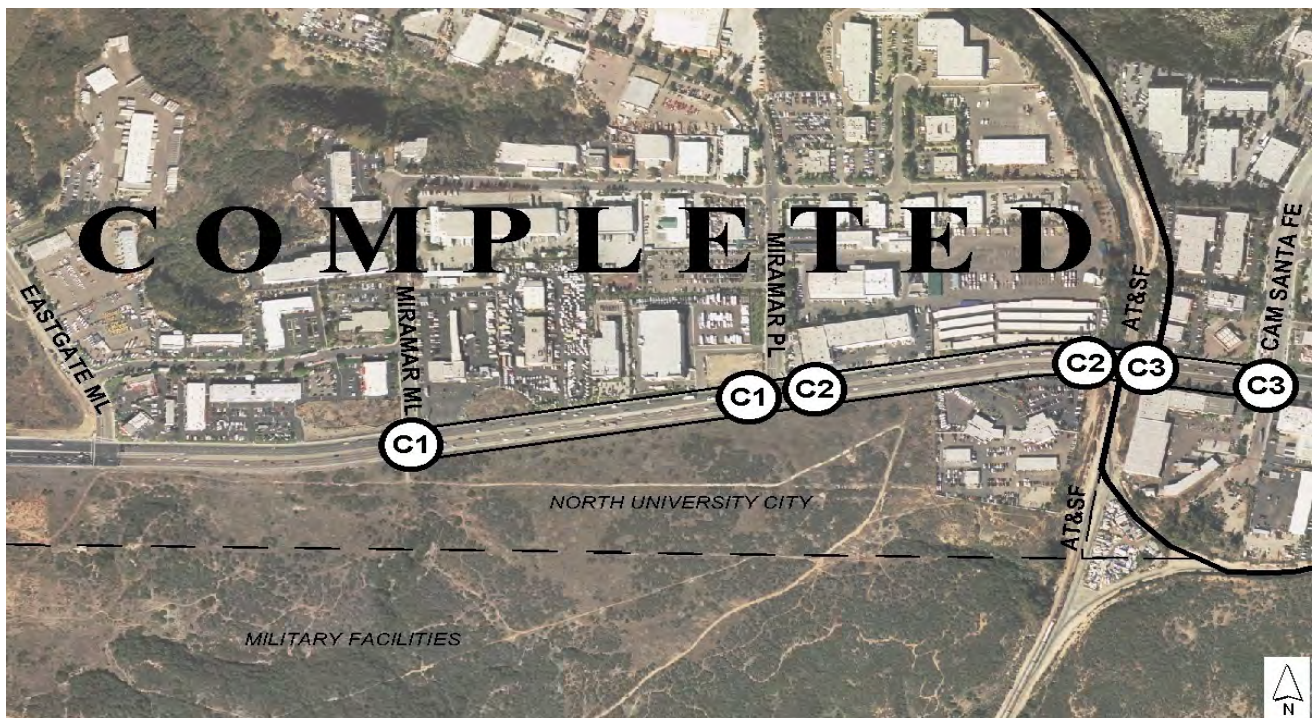 COMPLETED
EASTGATE ML
MIRAMAR ML
MIRAMAR PL
AT&SF
CAM SANTA FE
C1
C1
C2
C2
C3
C3
NORTH UNIVERSITY CITY
AT&SF
MILITARY FACILITIES
N